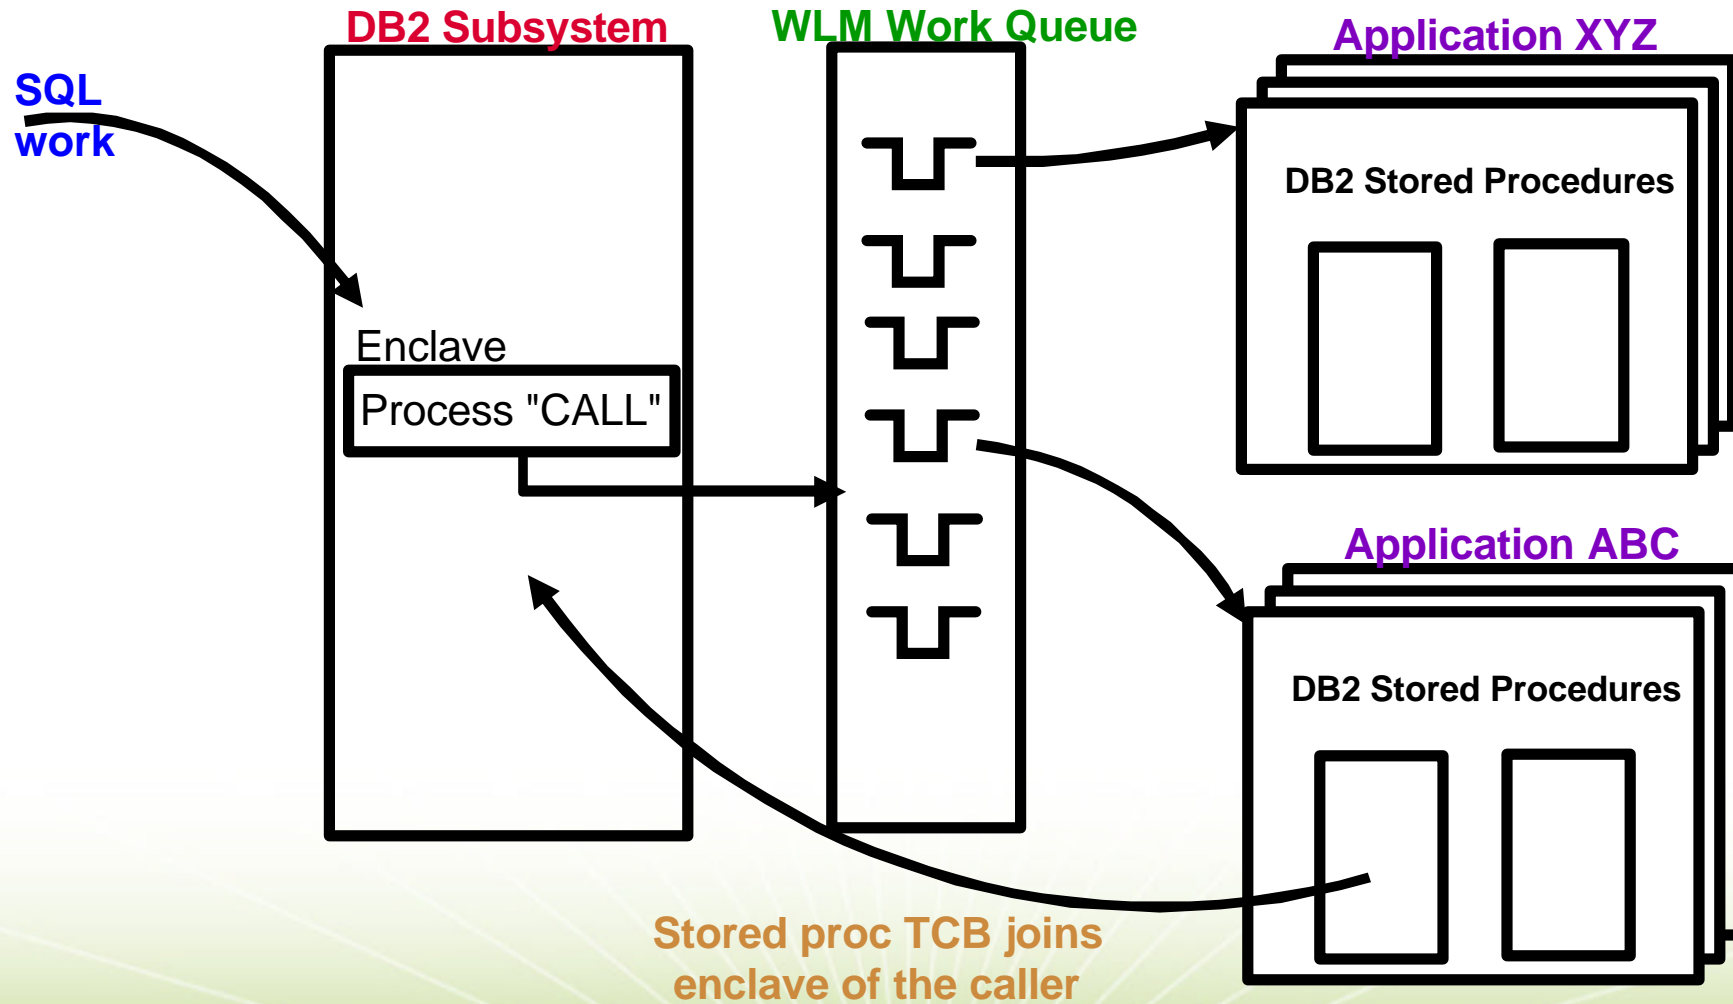 DB2 Subsystem
WLM Work Queue
Application XYZ
SQL
work
DB2 Stored Procedures
Enclave
Process "CALL"
Application ABC
DB2 Stored Procedures
Stored proc TCB joins
enclave of the caller